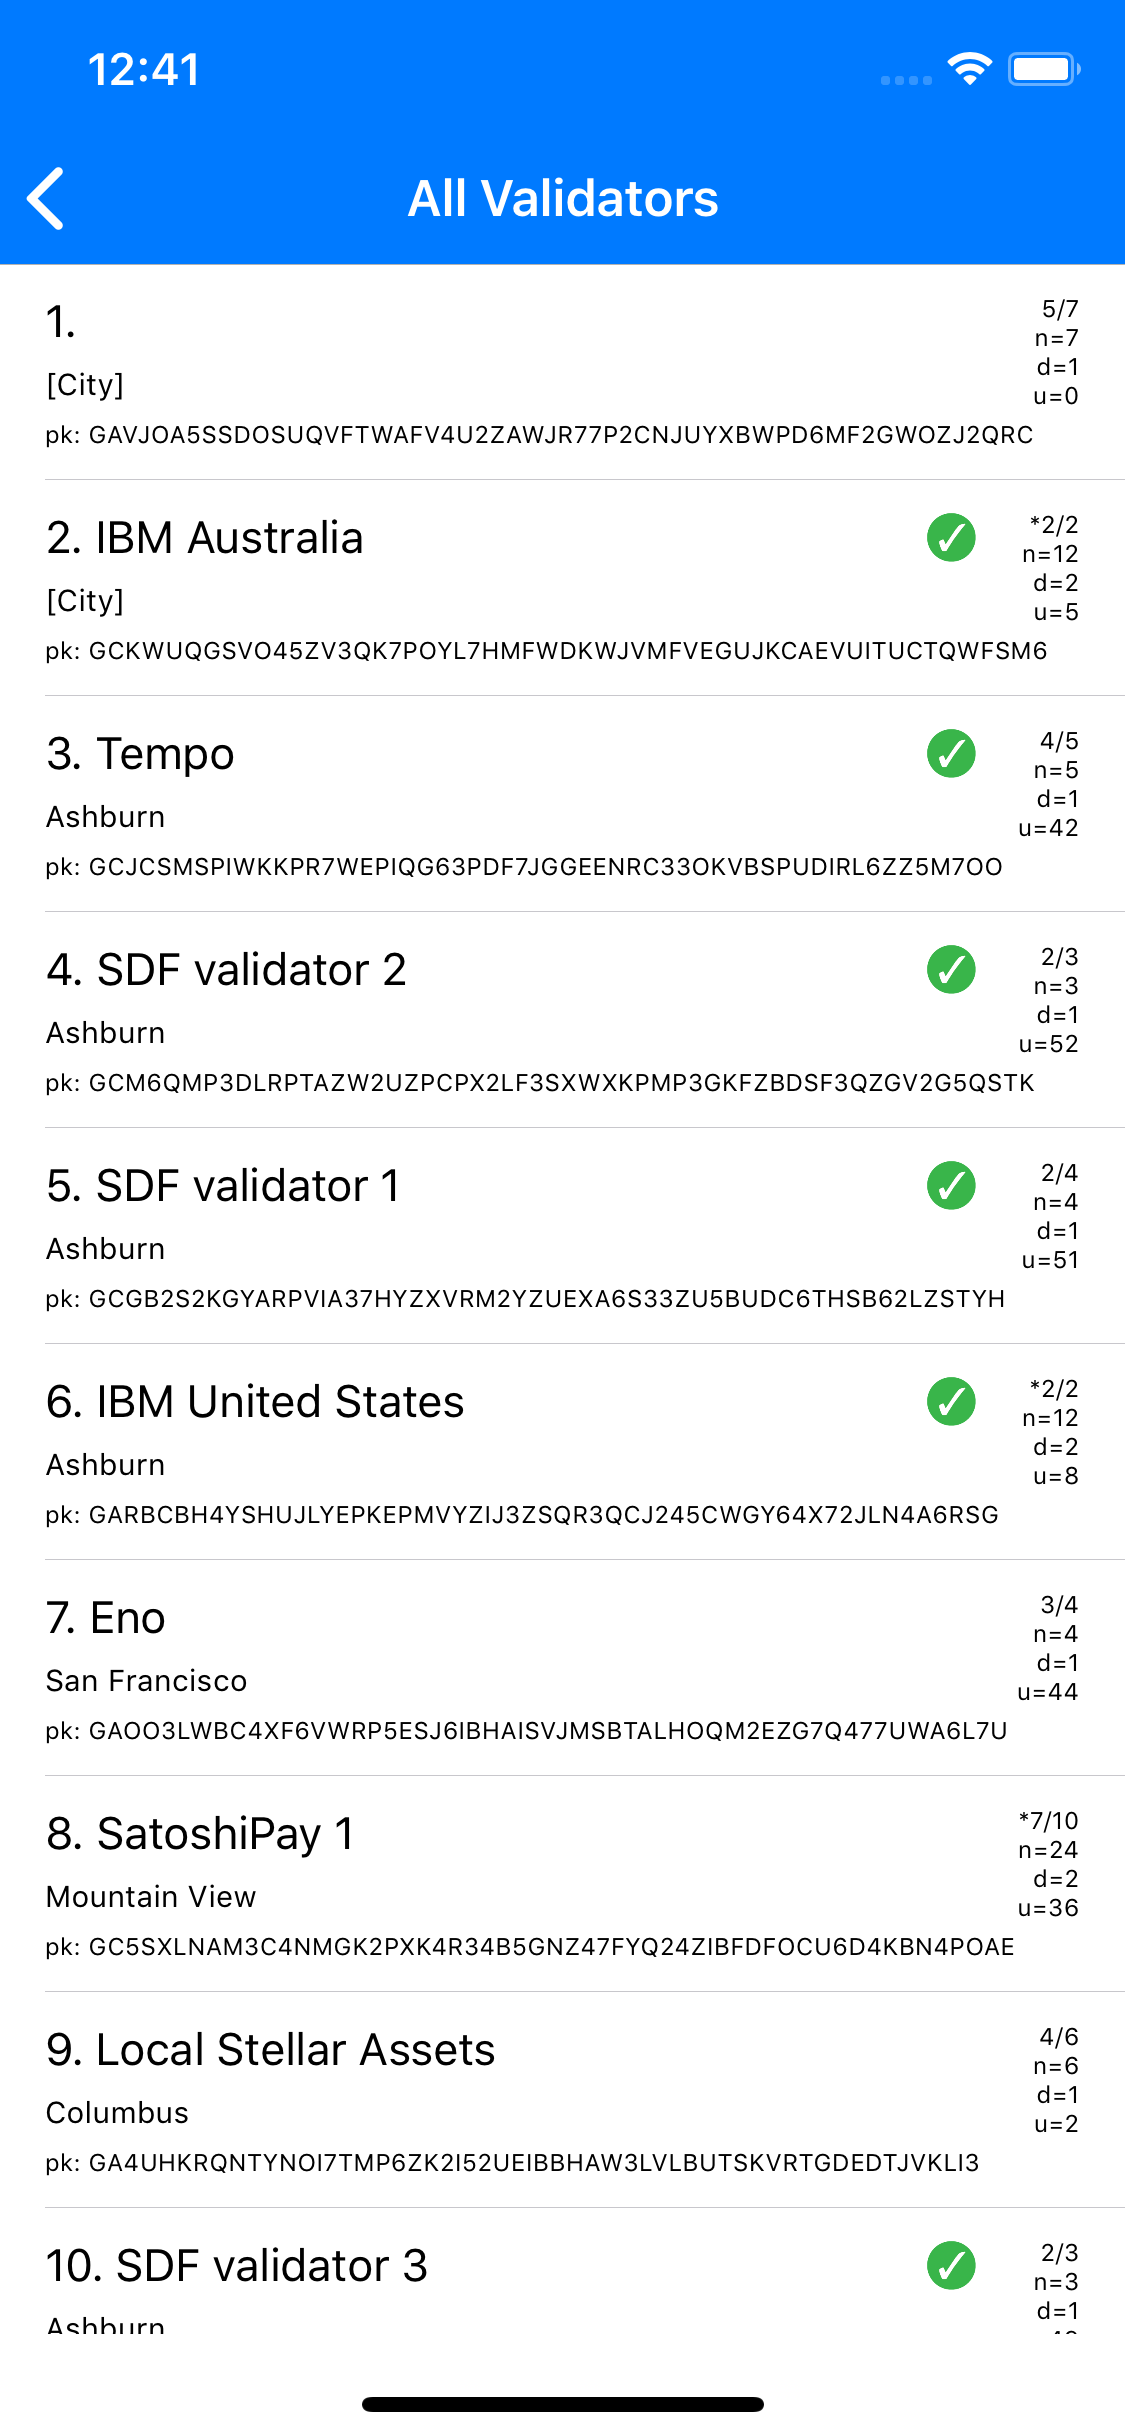 12:41
All Validators
1.
5/7
n=7
d=1
u=0
[City]
pk: GAVJOA5SSDOSUQVFTWAFV4U2ZAWJR77P2CNJUYXBWPD6MF2GWOZJ2QRC
2. IBM Australia
✓
*2/2
n=12
d=2
u=5
[City]
pk: GCKWUQGSVO45ZV3QK7POYL7HMFWDKWJVMFVEGUJKCAEVUITUCTQWFSM6
3. Tempo
✓
4/5
n=5
d=1
u=42
Ashburn
pk: GCJCSMSPIWKKPR7WEPIQG63PDF7JGGEENRC33OKVBSPUDIRL6ZZ5M7OO
4. SDF validator 2
✓
2/3
n=3
d=1
u=52
Ashburn
pk: GCM6QMP3DLRPTAZW2UZPCPX2LF3SXWXKPMP3GKFZBDSF3QZGV2G5QSTK
5. SDF validator 1
✓
2/4
n=4
d=1
u=51
Ashburn
pk: GCGB2S2KGYARPVIA37HYZXVRM2YZUEXA6S33ZU5BUDC6THSB62LZSTYH
6. IBM United States
✓
*2/2
n=12
d=2
u=8
Ashburn
pk: GARBCBH4YSHUJLYEPKEPMVYZIJ3ZSQR3QCJ245CWGY64X72JLN4A6RSG
7. Eno
3/4
n=4
d=1
u=44
San Francisco
pk: GAOO3LWBC4XF6VWRP5ESJ6IBHAISVJMSBTALHOQM2EZG7Q477UWA6L7U
8. SatoshiPay 1
*7/10
n=24
d=2
u=36
Mountain View
pk: GC5SXLNAM3C4NMGK2PXK4R34B5GNZ47FYQ24ZIBFDFOCU6D4KBN4POAE
9. Local Stellar Assets
4/6
n=6
d=1
u=2
Columbus
pk: GA4UHKRQNTYNOI7TMP6ZK2I52UEIBBHAW3LVLBUTSKVRTGDEDTJVKLI3
10. SDF validator 3
✓
2/3
n=3
d=1
Ashburn